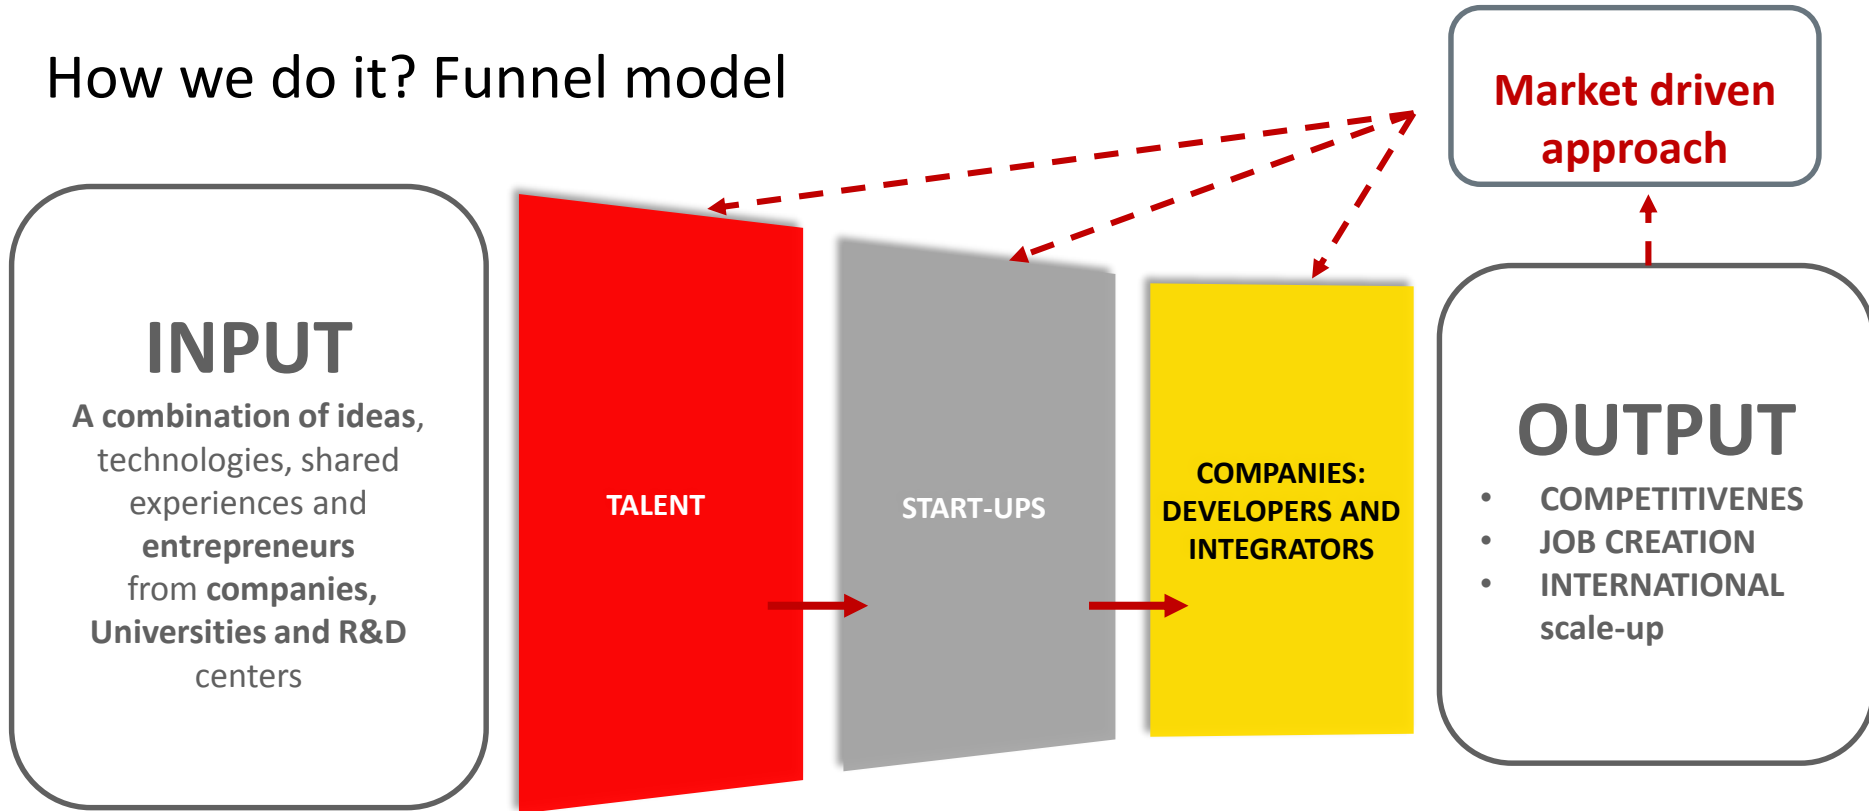 How we do it? Funnel model
Market driven
approach
INPUT
A combination of ideas,
technologies, shared
experiences and
entrepreneurs
from companies,
Universities and R&D
centers
TALENT
START-UPS
COMPANIES:
DEVELOPERS AND
INTEGRATORS
OUTPUT
• COMPETITIVENES
• JOB CREATION
• INTERNATIONAL
scale-up